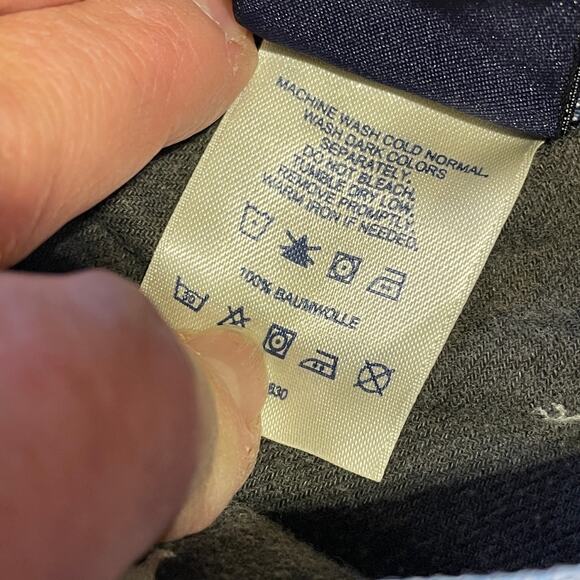 MACHINE WASH COLD NORMAL.
WASH DARK COLORS
SEPARATELY.
DO NOT BLEACH.
TUMBLE DRY LOW.
REMOVE PROMPTLY.
WARM IRON IF NEEDED.
100% BAUMWOLLE
30
630